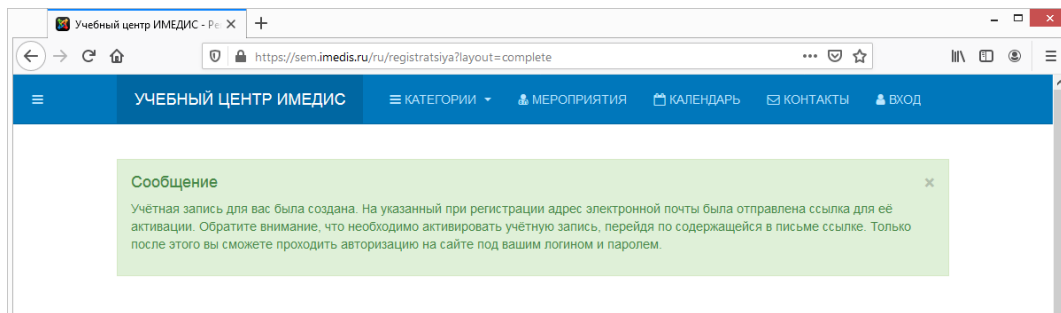 Учебный центр ИМЕДИС - Ре
https://sem.imedis.ru/ru/registratsiya?layout=complete
УЧЕБНЫЙ ЦЕНТР ИМЕДИС
КАТЕГОРИИ
МЕРОПРИЯТИЯ
КАЛЕНДАРЬ
КОНТАКТЫ
ВХОД
Сообщение
Учётная запись для вас была создана. На указанный при регистрации адрес электронной почты была отправлена ссылка для её
активации. Обратите внимание, что необходимо активировать учётную запись, перейдя по содержащейся в письме ссылке. Только
после этого вы сможете проходить авторизацию на сайте под вашим логином и паролем.